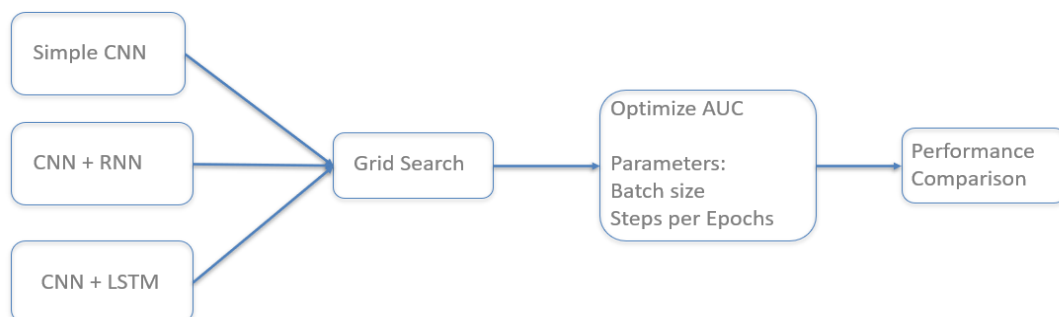 Simple CNN
CNN + RNN
CNN + LSTM
Grid Search
Optimize AUC
Parameters:
Batch size
Steps per Epochs
Performance
Comparison